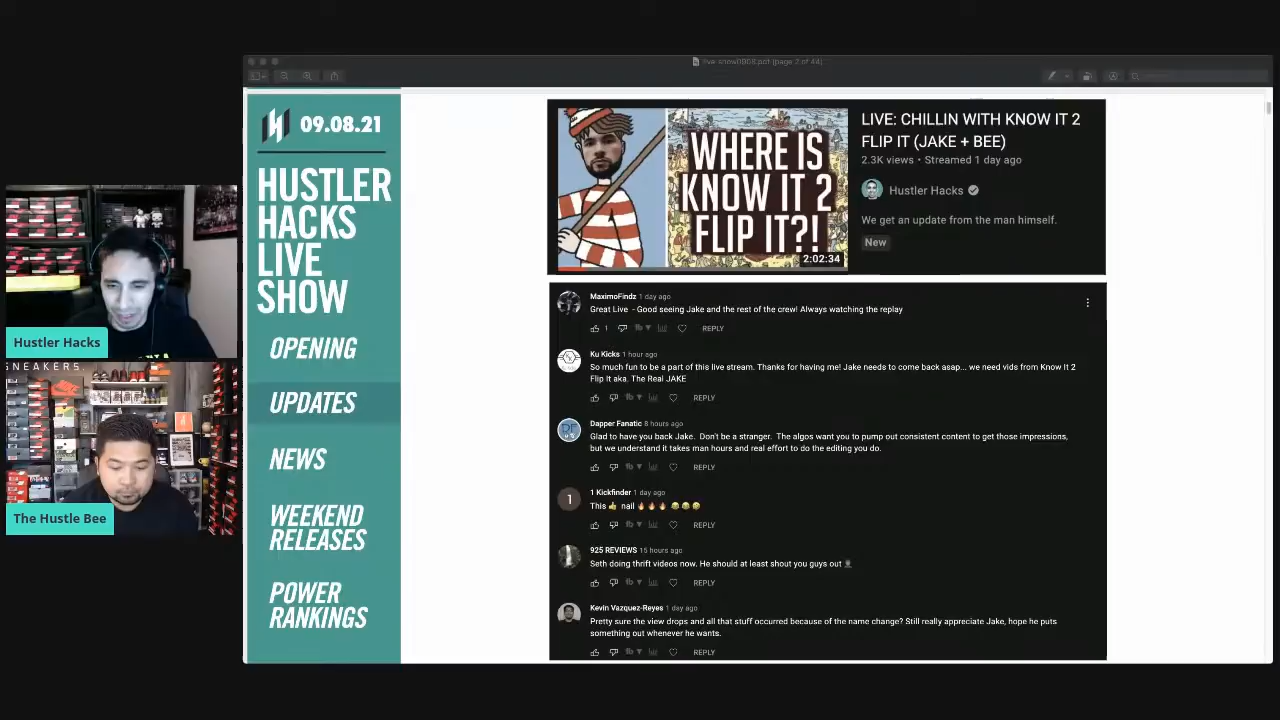 live-show0908.pdf (page 2 of 44)
09.08.21
HUSTLER
HACKS
LIVE
SHOW
OPENING
UPDATES
NEWS
WEEKEND
RELEASES
POWER
RANKINGS
Hustler Hacks
SNEAKERS.
The Hustle Bee
WHERE IS
KNOW IT 2
FLIP IT?!
2:02:34
LIVE: CHILLIN WITH KNOW IT 2
FLIP IT (JAKE + BEE)
2.3K views • Streamed 1 day ago
Hustler Hacks
We get an update from the man himself.
New
MaximoFindz 1 day ago
Great Live - Good seeing Jake and the rest of the crew! Always watching the replay
1 REPLY
Ku Kicks 1 hour ago
So much fun to be a part of this live stream. Thanks for having me! Jake needs to come back asap... we need vids from Know It 2
Flip It aka. The Real JAKE
REPLY
Dapper Fanatic 8 hours ago
Glad to have you back Jake. Don't be a stranger. The algos want you to pump out consistent content to get those impressions,
but we understand it takes man hours and real effort to do the editing you do.
REPLY
1
1 Kickfinder 1 day ago
This 👍 nail 🔥🔥🔥 😂😂🤣
REPLY
925 REVIEWS 15 hours ago
Seth doing thrift videos now. He should at least shout you guys out
REPLY
Kevin Vazquez-Reyes 1 day ago
Pretty sure the view drops and all that stuff occurred because of the name change? Still really appreciate Jake, hope he puts
something out whenever he wants.
REPLY